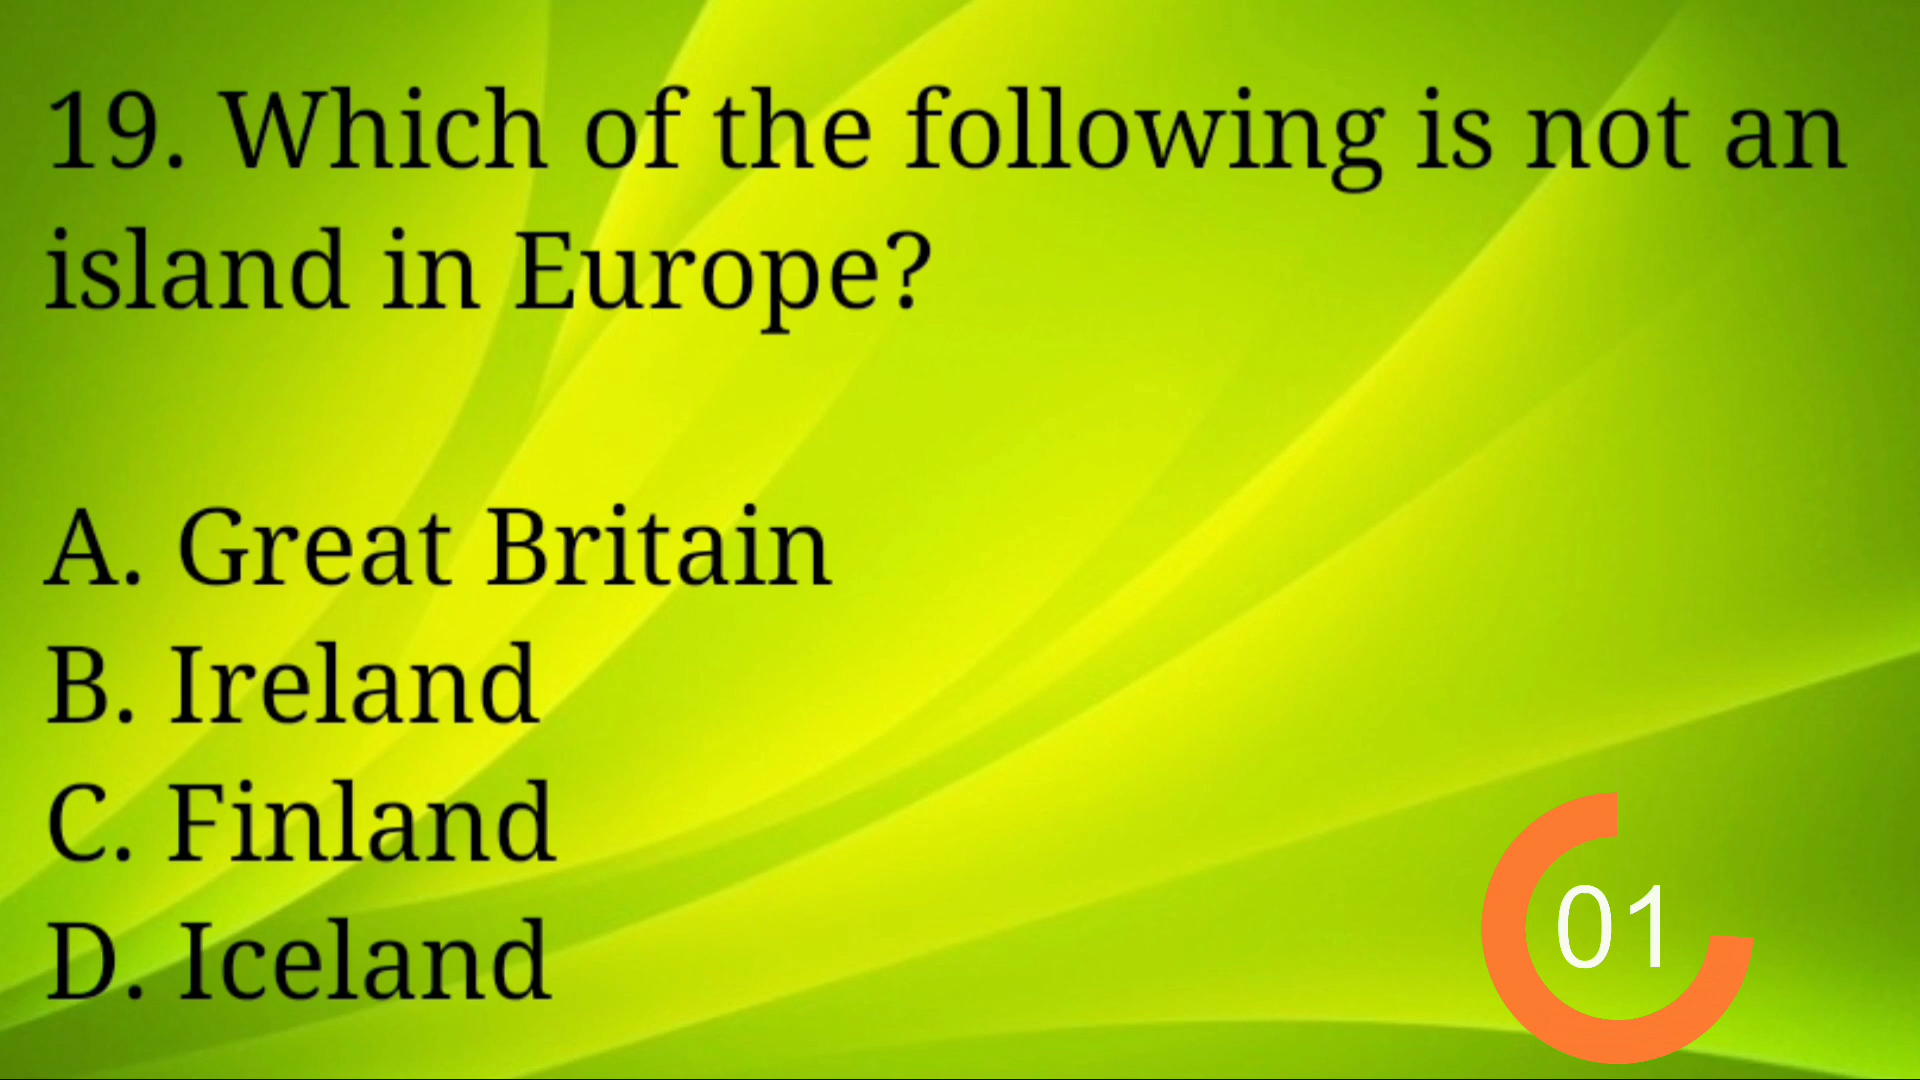 19. Which of the following is not an
island in Europe?
A. Great Britain
B. Ireland
C. Finland
D. Iceland
01